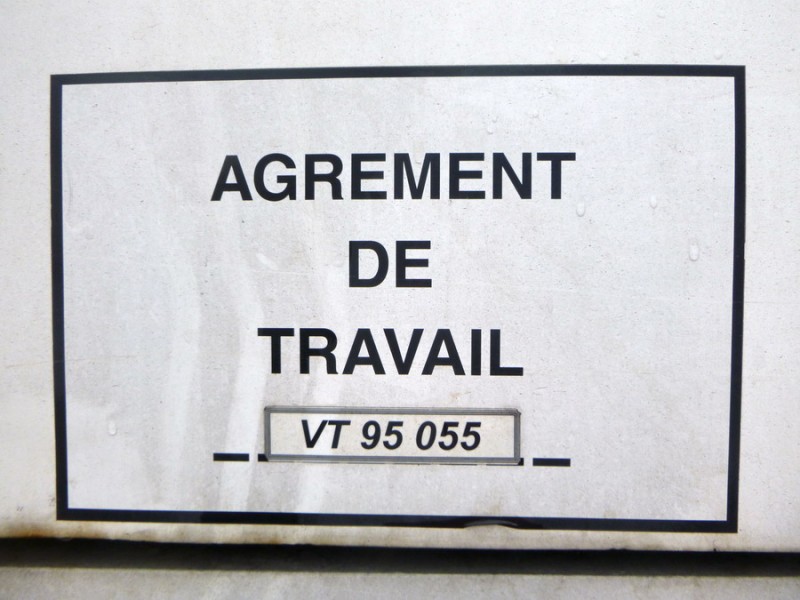 AGREMENT
DE
TRAVAIL
VT 95 055